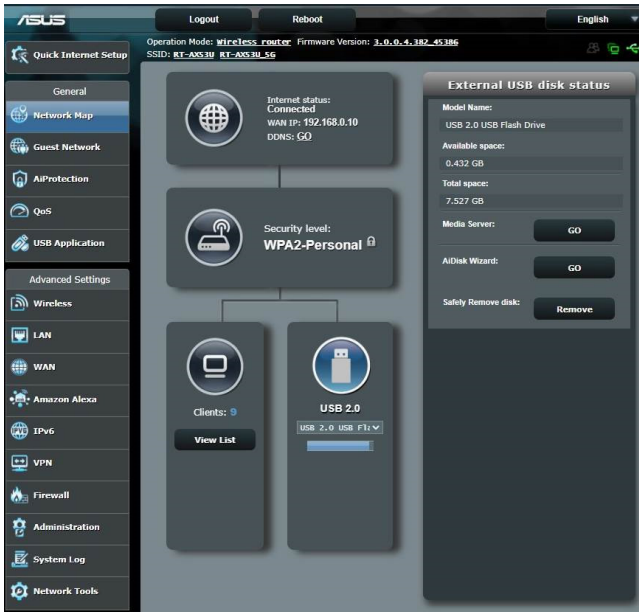 ASUS
Logout
Reboot
English
Quick Internet Setup
Operation Mode: Wireless router Firmware Version: 3.0.0.4.382_45386
SSID: RT-AX53U RT-AX53U_5G
General
Network Map
Guest Network
AiProtection
QoS
USB Application
Advanced Settings
Wireless
LAN
WAN
Amazon Alexa
IPv6
VPN
Firewall
Administration
System Log
Network Tools
Internet status:
Connected
WAN IP: 192.168.0.10
DDNS: GO
Security level:
WPA2-Personal
Clients: 9
View List
USB 2.0
USB 2.0 USB Fla
External USB disk status
Model Name:
USB 2.0 USB Flash Drive
Available space:
0.432 GB
Total space:
7.527 GB
Media Server:
GO
AiDisk Wizard:
GO
Safely Remove disk:
Remove